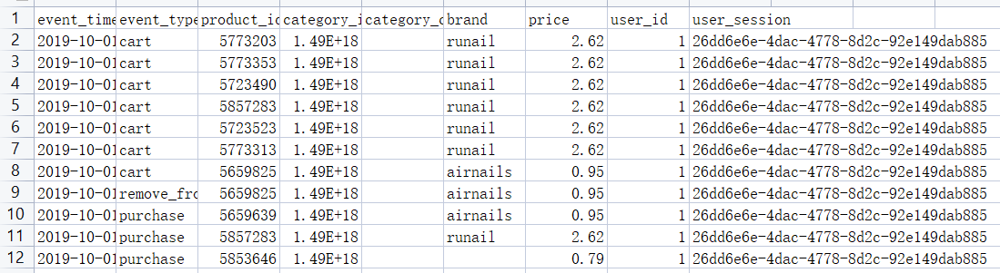 1 event_time event_type product_id category_i category_c brand price user_id user_session
2 2019-10-01 cart 5773203 1.49E+18 runail 2.62 1 26dd6e6e-4dac-4778-8d2c-92e149dab885
3 2019-10-01 cart 5773353 1.49E+18 runail 2.62 1 26dd6e6e-4dac-4778-8d2c-92e149dab885
4 2019-10-01 cart 5723490 1.49E+18 runail 2.62 1 26dd6e6e-4dac-4778-8d2c-92e149dab885
5 2019-10-01 cart 5857283 1.49E+18 runail 2.62 1 26dd6e6e-4dac-4778-8d2c-92e149dab885
6 2019-10-01 cart 5723523 1.49E+18 runail 2.62 1 26dd6e6e-4dac-4778-8d2c-92e149dab885
7 2019-10-01 cart 5773313 1.49E+18 runail 2.62 1 26dd6e6e-4dac-4778-8d2c-92e149dab885
8 2019-10-01 cart 5659825 1.49E+18 airnails 0.95 1 26dd6e6e-4dac-4778-8d2c-92e149dab885
9 2019-10-01 remove_fro 5659825 1.49E+18 airnails 0.95 1 26dd6e6e-4dac-4778-8d2c-92e149dab885
10 2019-10-01 purchase 5659639 1.49E+18 airnails 0.95 1 26dd6e6e-4dac-4778-8d2c-92e149dab885
11 2019-10-01 purchase 5857283 1.49E+18 runail 2.62 1 26dd6e6e-4dac-4778-8d2c-92e149dab885
12 2019-10-01 purchase 5853646 1.49E+18 0.79 1 26dd6e6e-4dac-4778-8d2c-92e149dab885